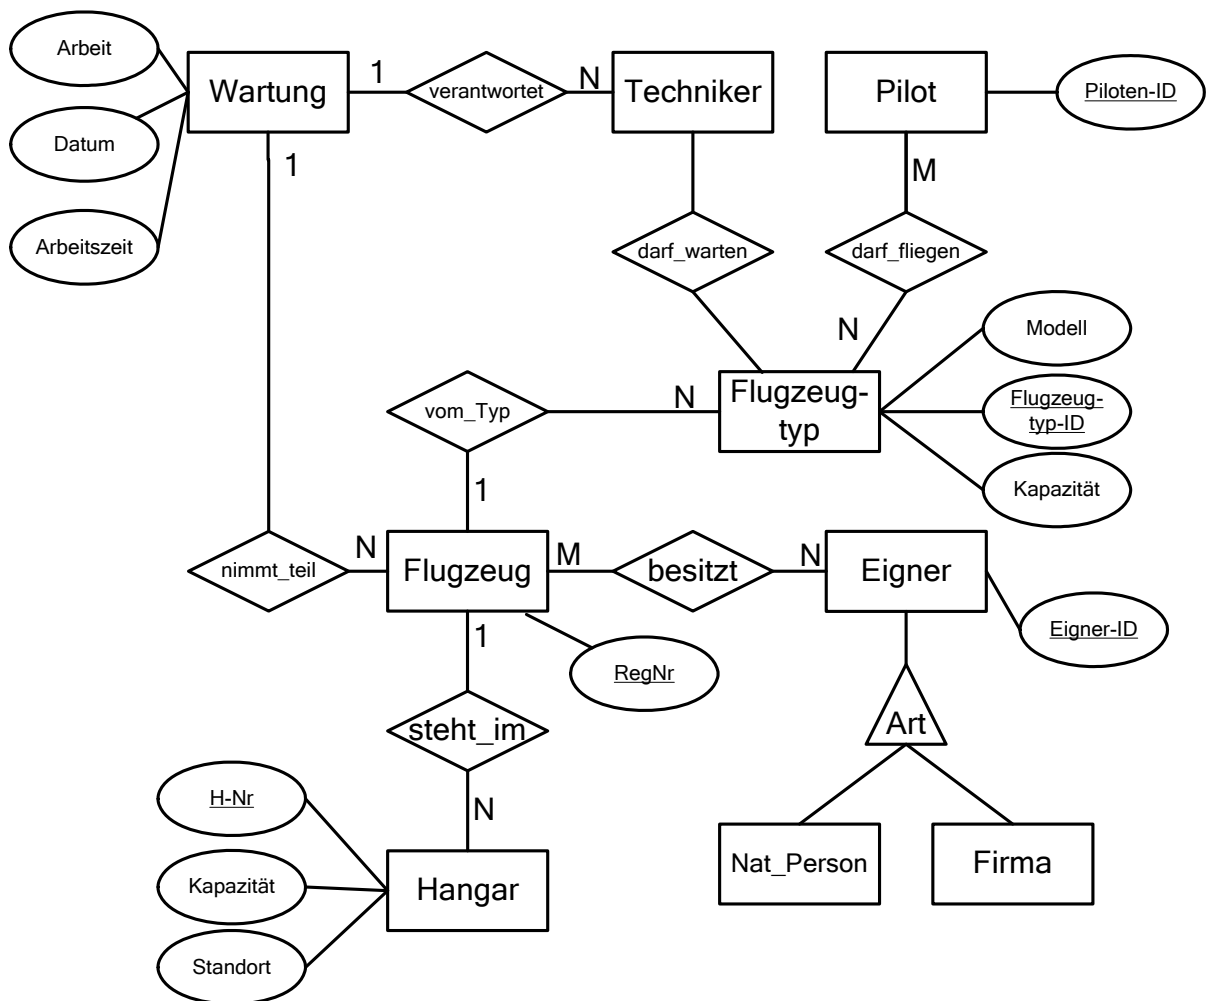 Arbeit
Wartung
1
verantwortet
N
Techniker
Pilot
Piloten-ID
Datum
1
M
Arbeitszeit
darf_warten
darf_fliegen
N
Modell
vom_Typ
N
Flugzeug-
typ
Flugzeug-
typ-ID
Kapazität
1
nimmt_teil
N
Flugzeug
M
besitzt
N
Eigner
1
RegNr
Eigner-ID
steht_im
Art
H-Nr
N
Kapazität
Hangar
Nat_Person
Firma
Standort